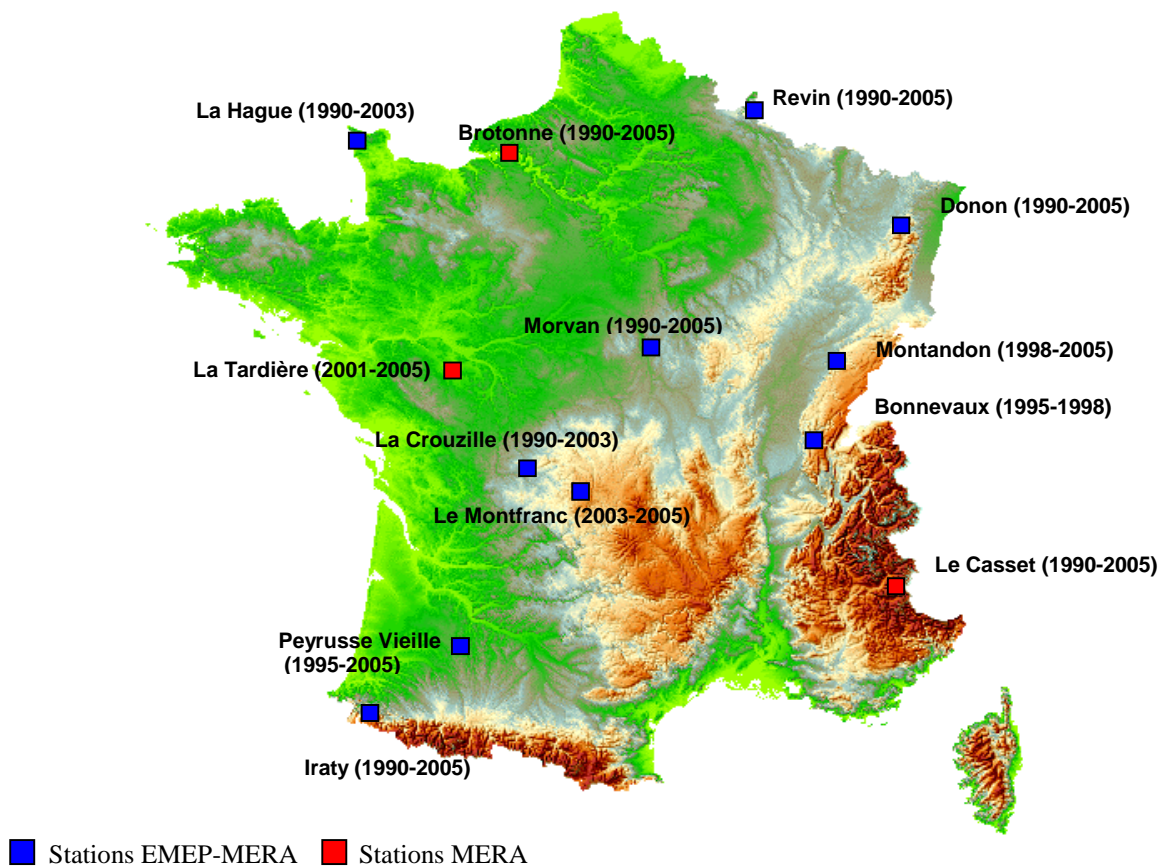 Revin (1990-2005)
La Hague (1990-2003)
Brotonne (1990-2005)
Donon (1990-2005)
Morvan (1990-2005)
Montandon (1998-2005)
La Tardière (2001-2005)
Bonnevaux (1995-1998)
La Crouzille (1990-2003)
Le Montfranc (2003-2005)
Le Casset (1990-2005)
Peyrusse Vieille
(1995-2005)
Iraty (1990-2005)
Stations EMEP-MERA
Stations MERA